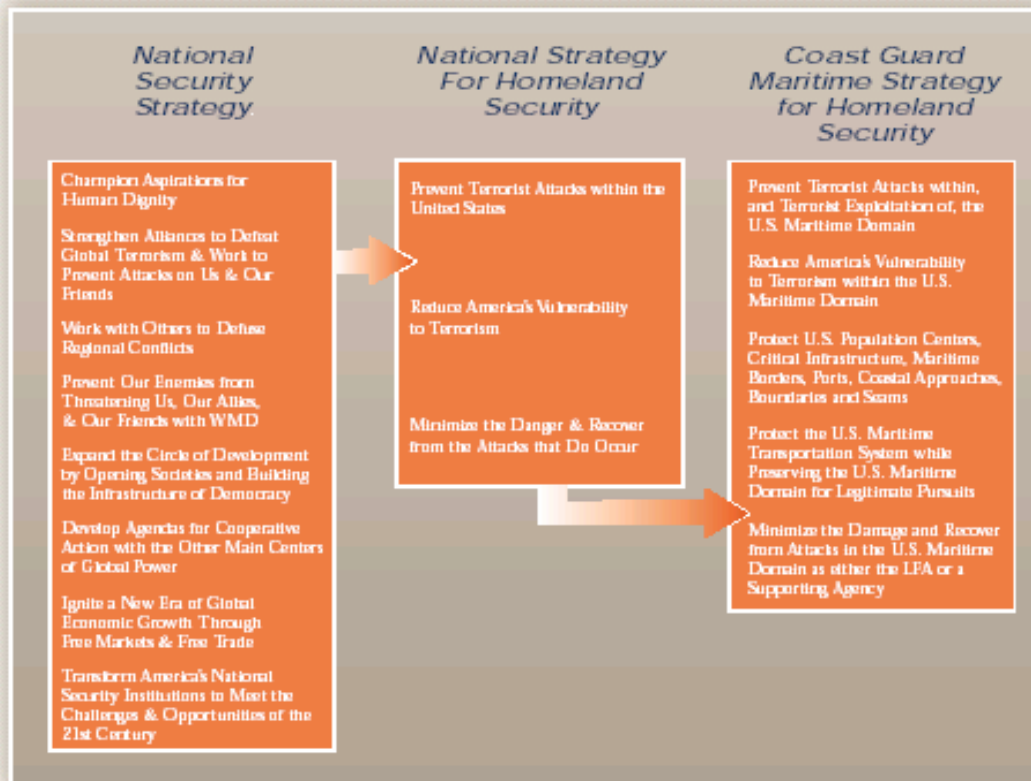 National
Security
Strategy.
Champion Aspirations for
Human Dignity
Strengthen Alliances to Defeat
Global Terrorism & Work to
Prevent Attacks on Us & Our
Friends
Work with Others to Defuse
Regional Conflicts
Prevent Our Enemies from
Threatening Us, Our Allies,
& Our Friends with WMD
Expand the Circle of Development
by Opening Societies and Building
the Infrastructure of Democracy
Develop Agendas for Cooperative
Action with the Other Main Centers
of Global Power
Ignite a New Era of Global
Economic Growth Through
Free Markets & Free Trade
Transform America's National
Security Institutions to Meet the
Challenges & Opportunities of the
21st Century
National Strategy
For Homeland
Security
Prevent Terrorist Attacks within the
United States
Reduce America's Vulnerability
to Terrorism
Minimize the Danger & Recover
from the Attacks that Do Occur
Coast Guard
Maritime Strategy
for Homeland
Security
Prevent Terrorist Attacks within,
and Terrorist Exploitation of, the
U.S. Maritime Domain
Reduce America's Vulnerability
to Terrorism within the U.S.
Maritime Domain
Protect U.S. Population Centers,
Critical Infrastructure, Maritime
Borders, Ports, Coastal Approaches,
Boundaries and Seams
Protect the U.S. Maritime
Transportation System while
Preserving the U.S. Maritime
Domain for Legitimate Pursuits
Minimize the Damage and Recover
from Attacks in the U.S. Maritime
Domain as either the LFA or a
Supporting Agency